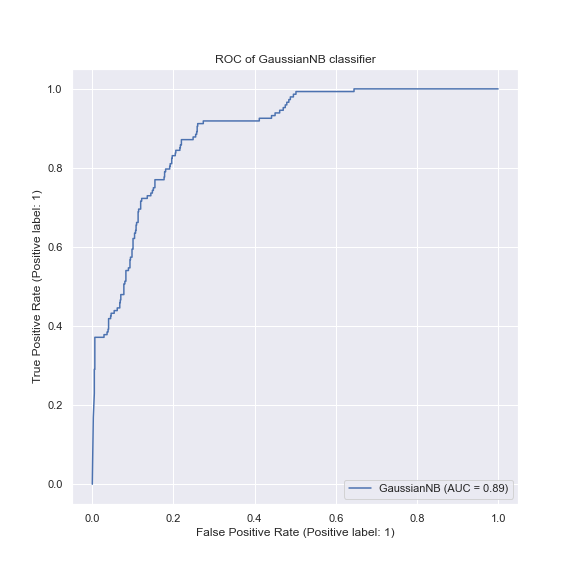 ROC of GaussianNB classifier
True Positive Rate (Positive label: 1)
1.0
0.8
0.6
0.4
0.2
0.0
GaussianNB (AUC = 0.89)
0.0 0.2 0.4 0.6 0.8 1.0
False Positive Rate (Positive label: 1)